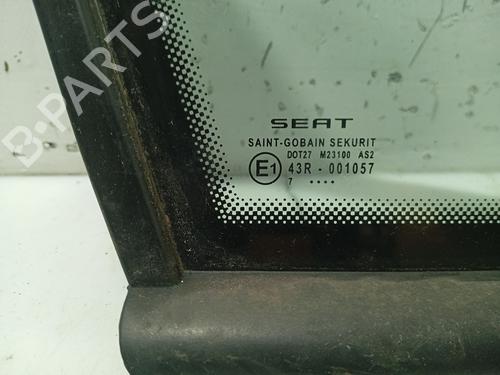 B-PARTS
SEAT
SAINT-GOBAIN SEKURIT
DOT27 M23100 AS2
E1 43R - 001057
7 ••••